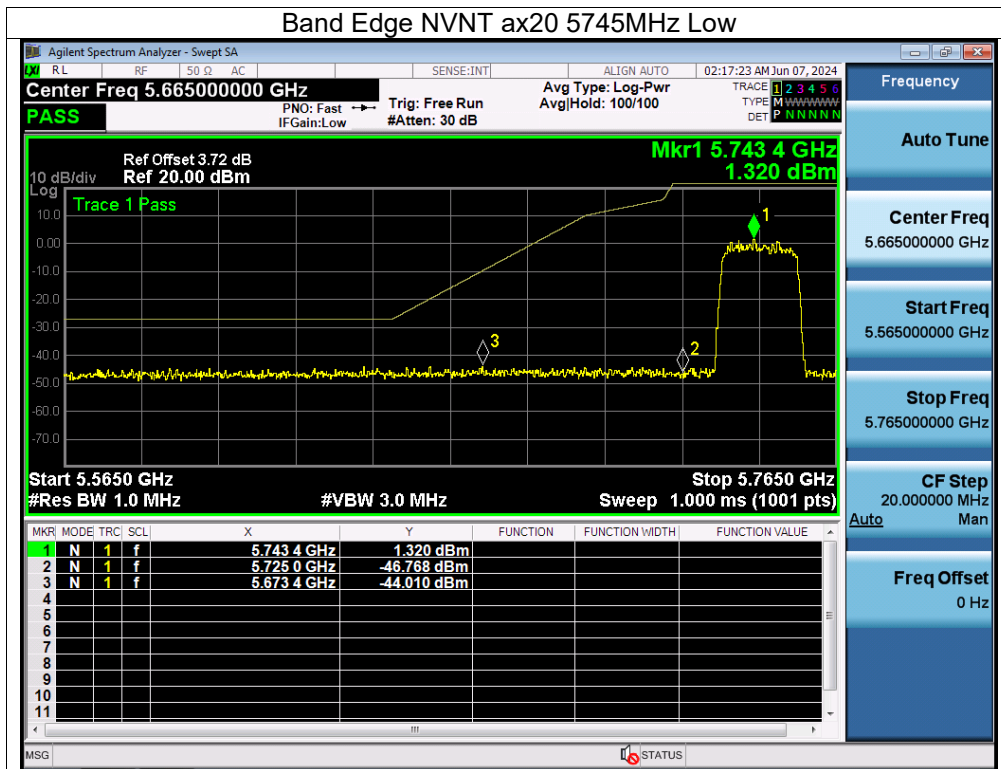 Band Edge NVNT ax20 5745MHz Low
Agilent Spectrum Analyzer - Swept SA
LXI RL RF 50 Ω AC SENSE:INT ALIGN AUTO 02:17:23 AM Jun 07, 2024
Center Freq 5.665000000 GHz
PASS
PNO: Fast
IFGain:Low
Trig: Free Run
#Atten: 30 dB
Avg Type: Log-Pwr
Avg|Hold: 100/100
TRACE 1 2 3 4 5 6
TYPE M WWWWW
DET P N N N N N
Mkr1 5.743 4 GHz
1.320 dBm
Ref Offset 3.72 dB
10 dB/div Ref 20.00 dBm
Log
Trace 1 Pass
10.0
0.00
-10.0
-20.0
-30.0
-40.0
-50.0
-60.0
-70.0
1
2
3
Start 5.5650 GHz Stop 5.7650 GHz
#Res BW 1.0 MHz #VBW 3.0 MHz Sweep 1.000 ms (1001 pts)
MKR MODE TRC SCL X Y FUNCTION FUNCTION WIDTH FUNCTION VALUE
1 N 1 f 5.743 4 GHz 1.320 dBm
2 N 1 f 5.725 0 GHz -46.768 dBm
3 N 1 f 5.673 4 GHz -44.010 dBm
4
5
6
7
8
9
10
11
MSG STATUS
Frequency
Auto Tune
Center Freq
5.665000000 GHz
Start Freq
5.565000000 GHz
Stop Freq
5.765000000 GHz
CF Step
20.000000 MHz
Auto Man
Freq Offset
0 Hz